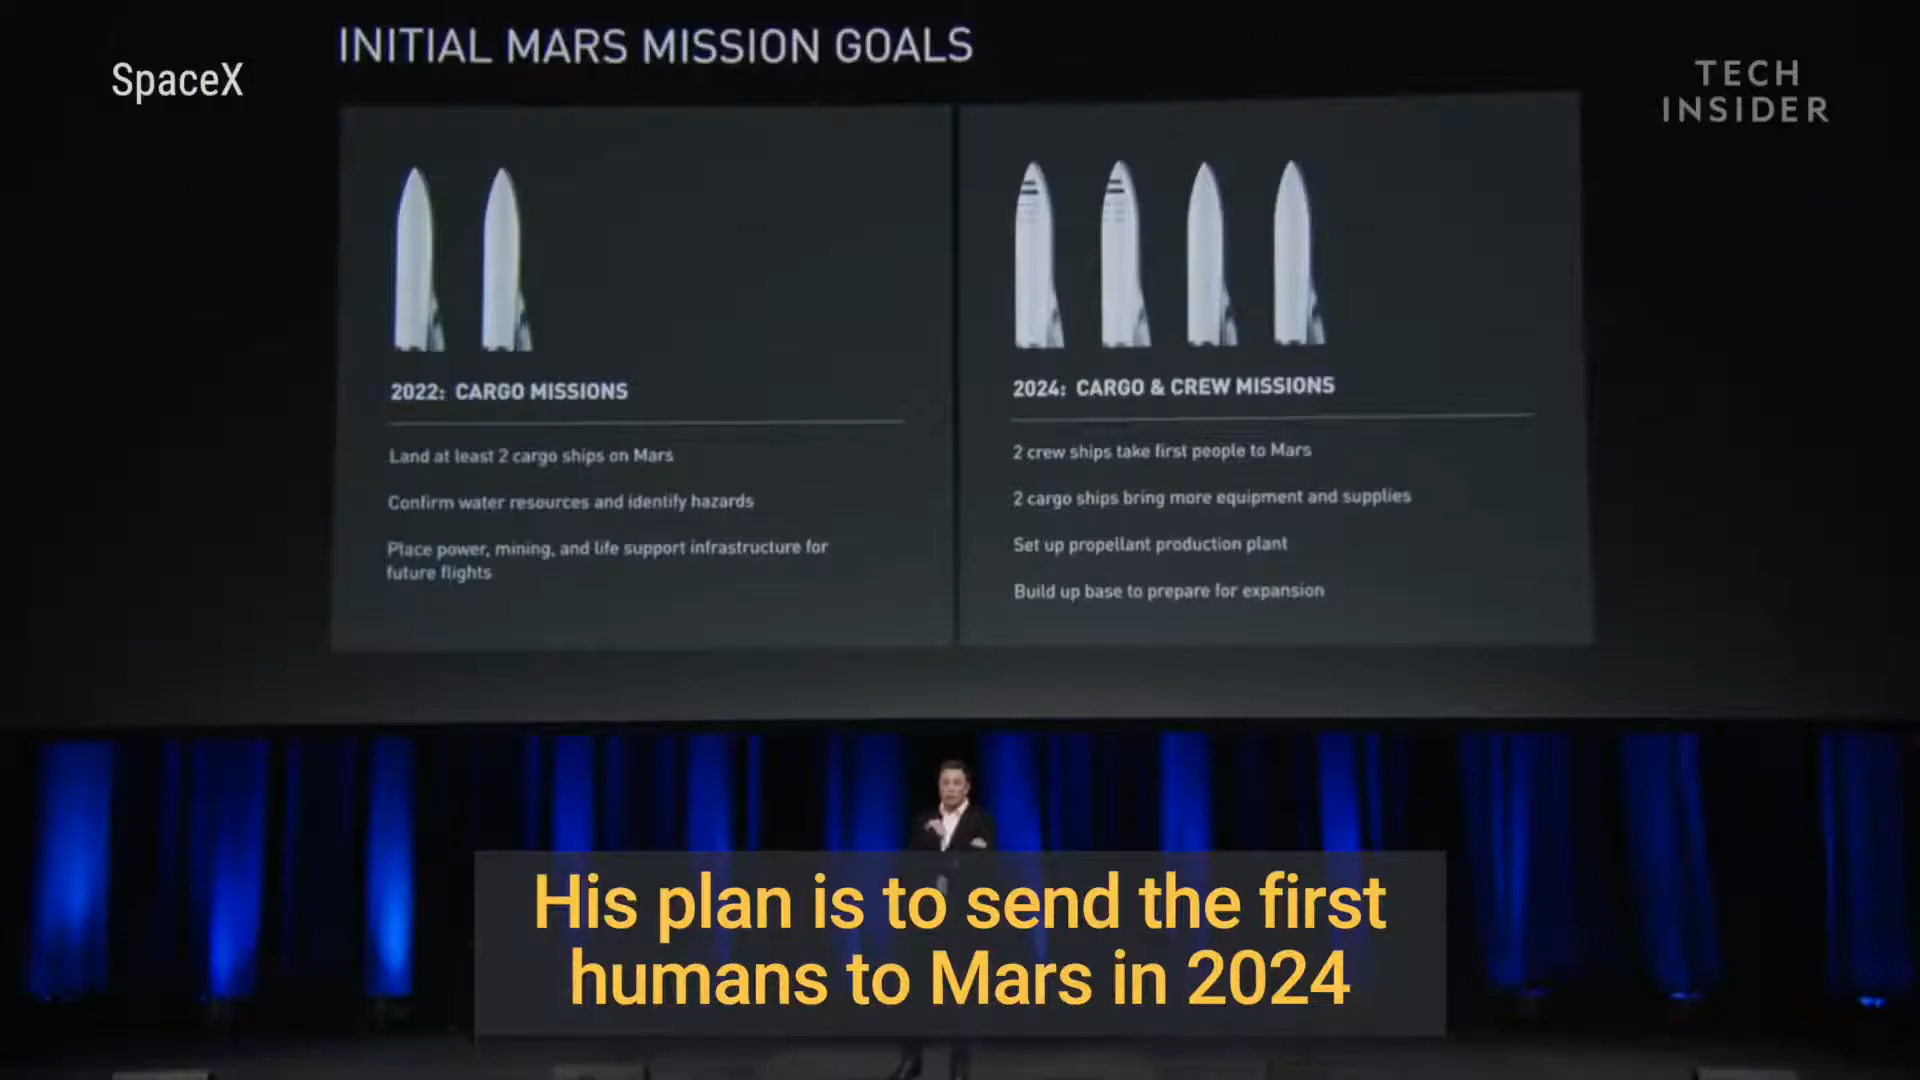 INITIAL MARS MISSION GOALS
SpaceX
TECH
INSIDER
2022: CARGO MISSIONS
Land at least 2 cargo ships on Mars
Confirm water resources and identify hazards
Place power, mining, and life support infrastructure for
future flights
2024: CARGO & CREW MISSIONS
2 crew ships take first people to Mars
2 cargo ships bring more equipment and supplies
Set up propellant production plant
Build up base to prepare for expansion
His plan is to send the first
humans to Mars in 2024